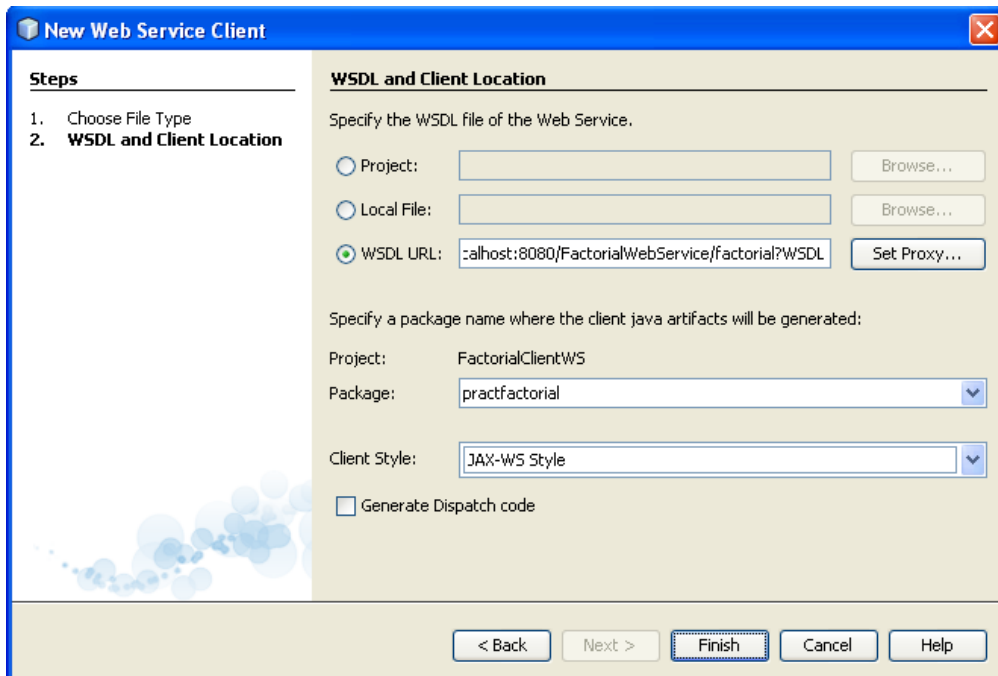 New Web Service Client
Steps
1. Choose File Type
2. WSDL and Client Location
WSDL and Client Location
Specify the WSDL file of the Web Service.
Project: Browse...
Local File: Browse...
WSDL URL: :alhost:8080/FactorialWebService/factorial?WSDL Set Proxy...
Specify a package name where the client java artifacts will be generated:
Project: FactorialClientWS
Package: practfactorial
Client Style: JAX-WS Style
Generate Dispatch code
< Back Next > Finish Cancel Help